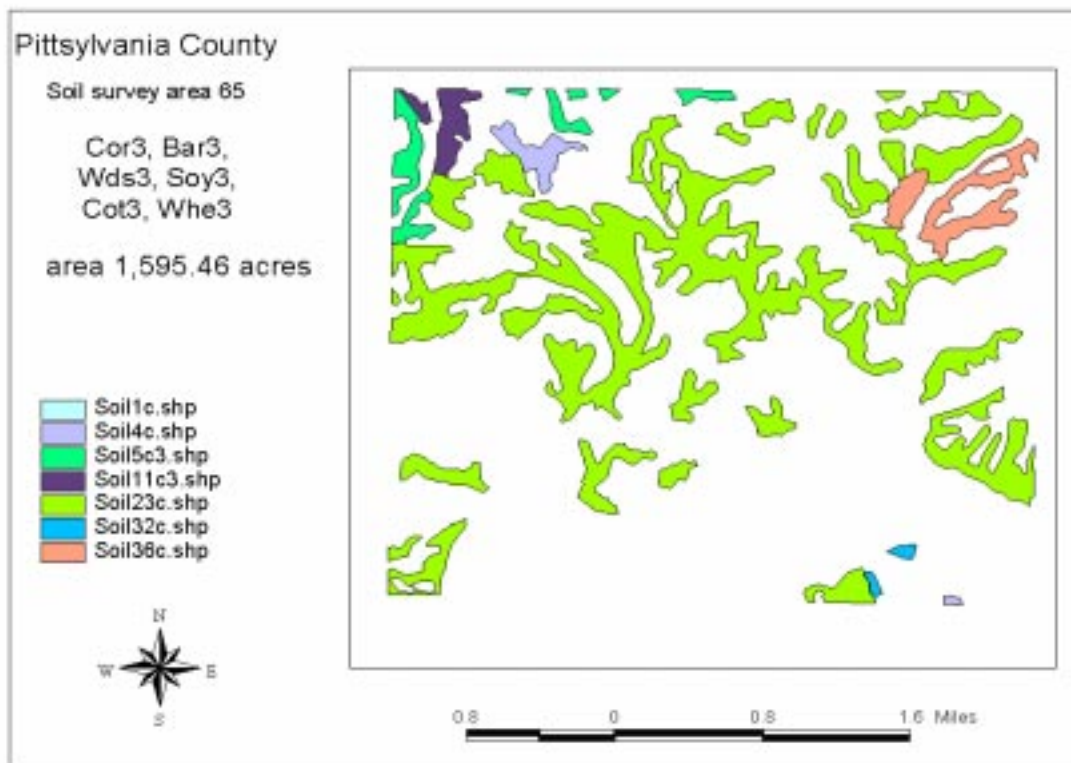 Pittsylvania County
Soil survey area 65
Cor3, Bar3,
Wds3, Soy3,
Cot3, Whe3
area 1,595.46 acres
Soil1c.shp
Soil4c.shp
Soil5c3.shp
Soil11c3.shp
Soil23c.shp
Soil32c.shp
Soil36c.shp
N
W E
S
0.8 0 0.8 1.6 Miles